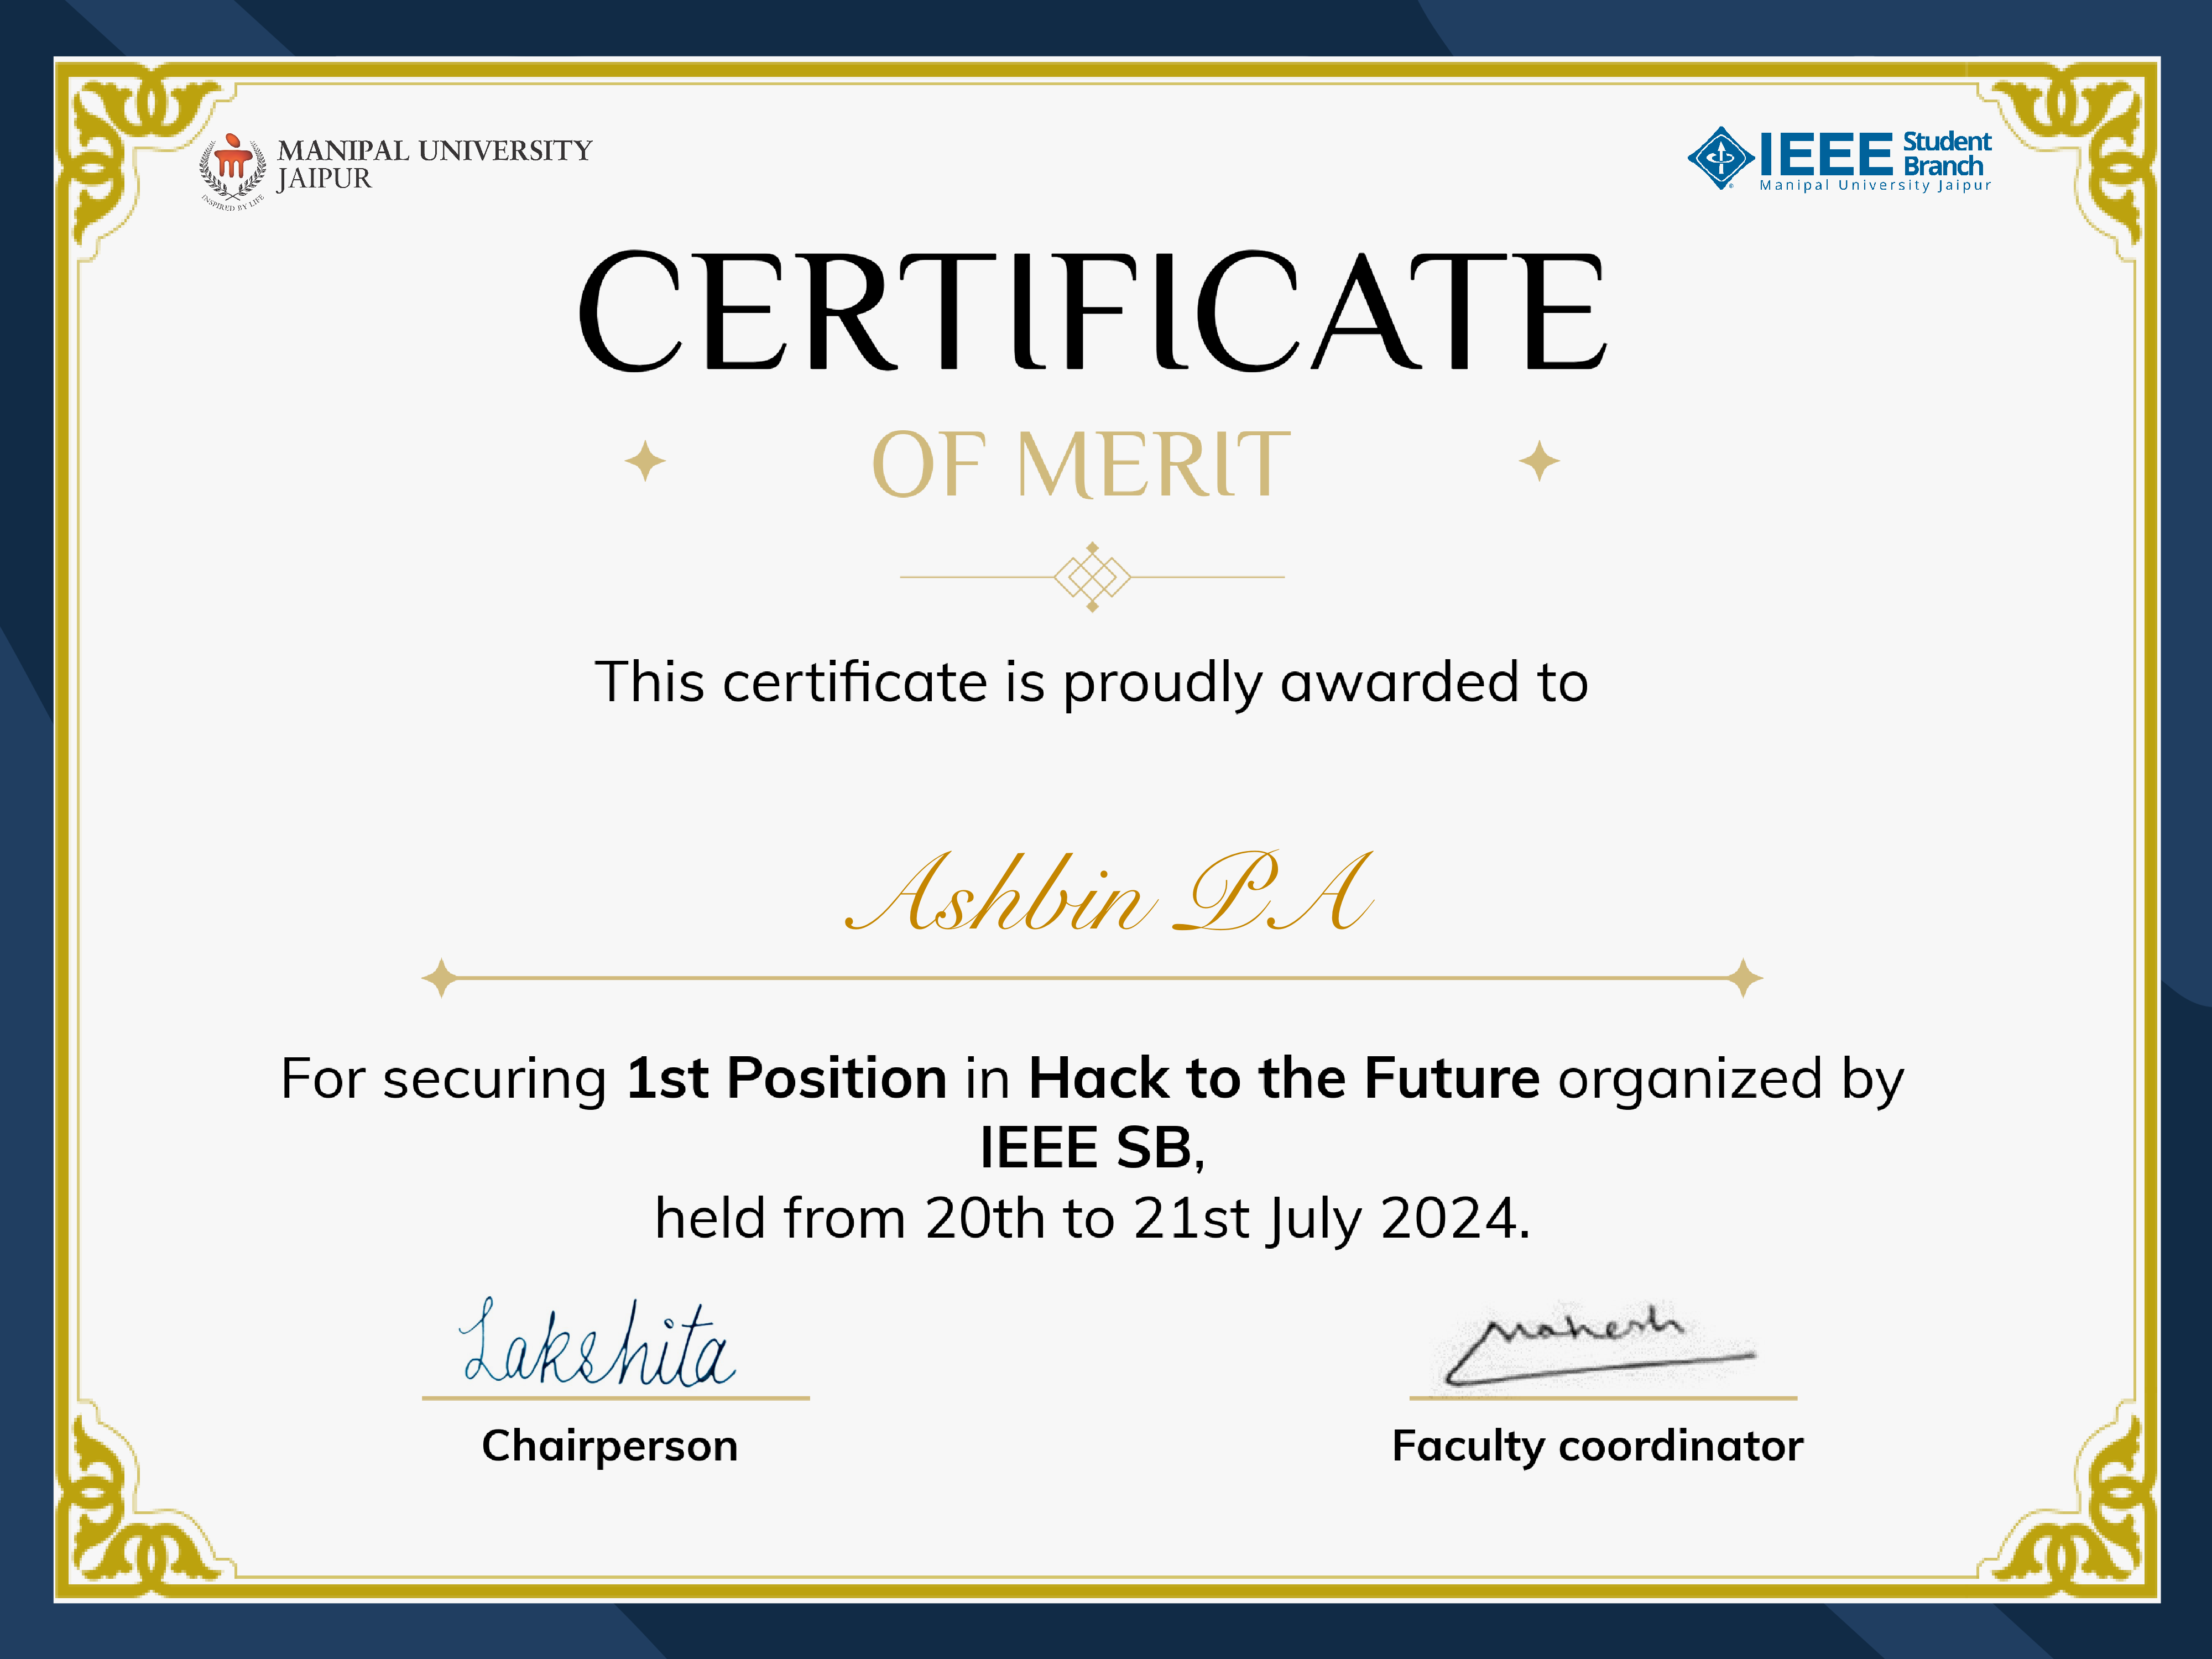 MANIPAL UNIVERSITY
JAIPUR
INSPIRED BY LIFE
IEEE Student Branch
Manipal University Jaipur
CERTIFICATE
OF MERIT
This certificate is proudly awarded to
Ashbin P A
For securing 1st Position in Hack to the Future organized by
IEEE SB,
held from 20th to 21st July 2024.
Lakshita
Mahesh
Chairperson
Faculty coordinator